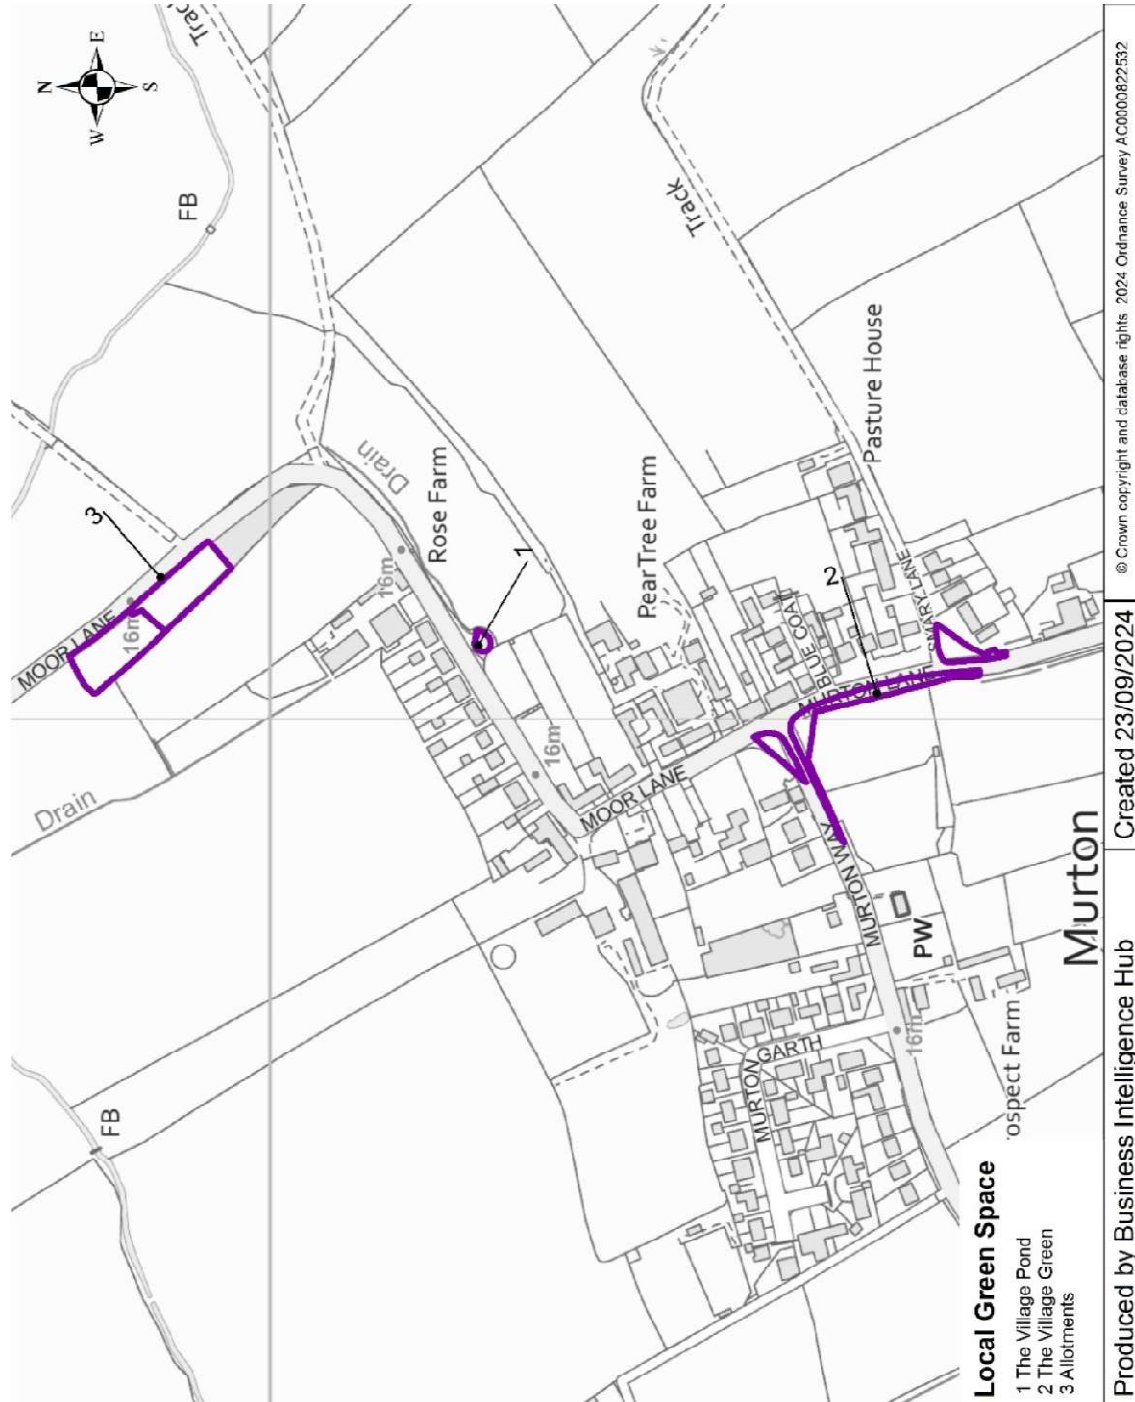 N
W
E
S
Track
FB
3
MOOR LANE
16m
Drain
Drain
Rose Farm
16m
1
16m
MOOR LANE
Track
Pear Tree Farm
Pasture House
2
BLUE COAT
MURTON LANE
MURTON WAY
PW
Murton
FB
MURTON GARTH
16m
ospect Farm
Local Green Space
1 The Village Pond
2 The Village Green
3 Allotments
Produced by Business Intelligence Hub
Created 23/09/2024
© Crown copyright and database rights 2024 Ordnance Survey AC0000822532